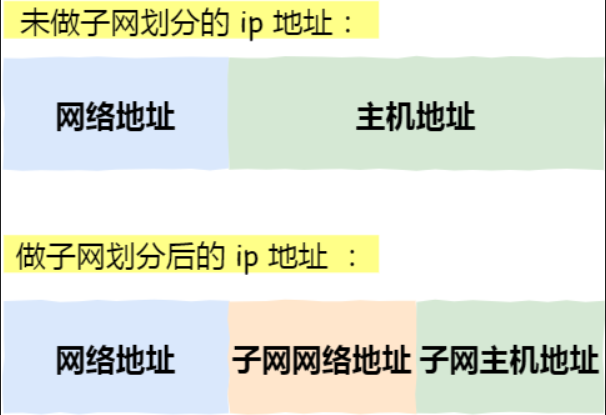 未做子网划分的 ip 地址：
网络地址 主机地址
做子网划分后的 ip 地址 ：
网络地址 子网网络地址 子网主机地址